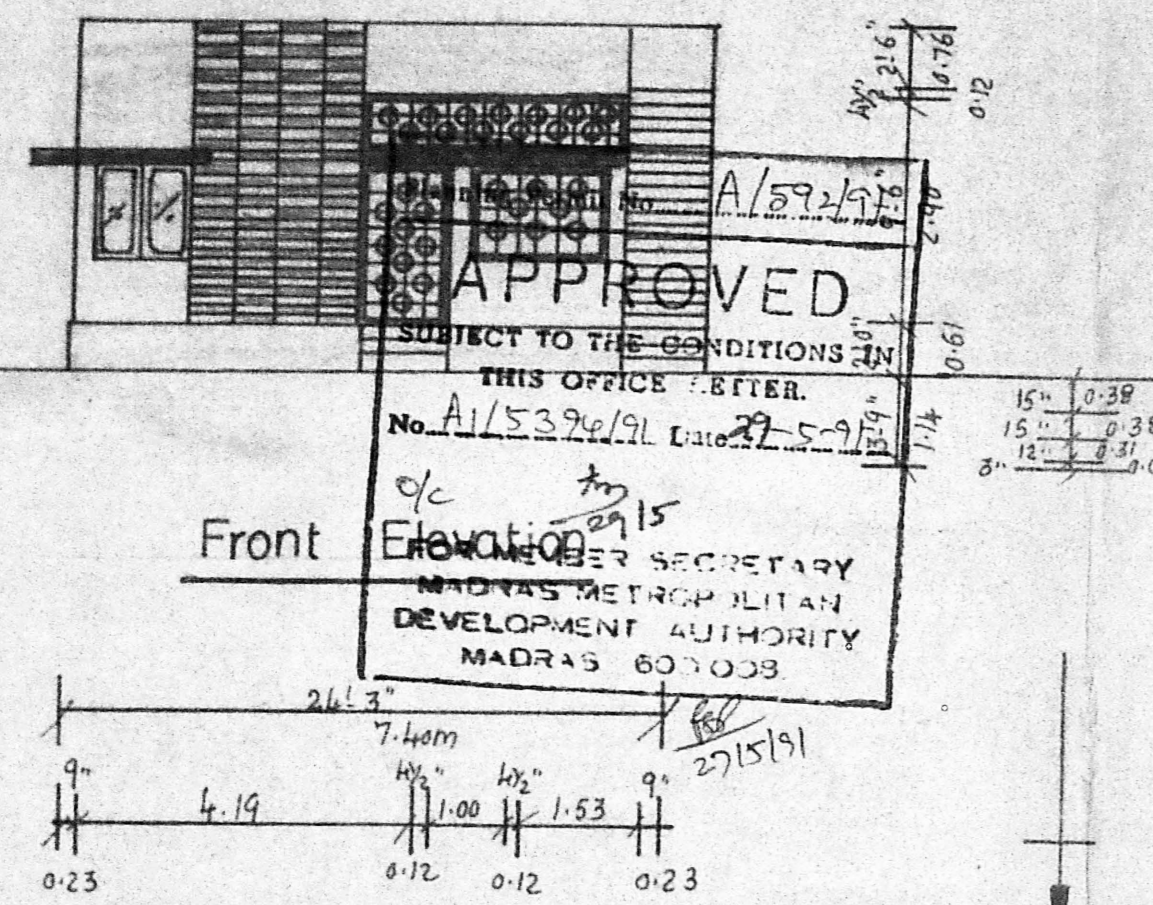 4½" 2'6" 0.76
0.12
Planning Permit No. A/592/91
2.40
APPROVED
SUBJECT TO THE CONDITIONS IN
THIS OFFICE LETTER.
2'0" 0.61
No. A1/5394/91 Date 29-5-91
3'-9" 1.14
15" 0.38
15" 0.38
12" 0.31
3"
o/c
29/5
Front Elevation
FOR MEMBER SECRETARY
MADRAS METROPOLITAN
DEVELOPMENT AUTHORITY
MADRAS 600 008.
24'-3"
7.40m
27/5/91
9" 4½" 4½" 9"
4.19 1.00 1.53
0.23 0.12 0.12 0.23